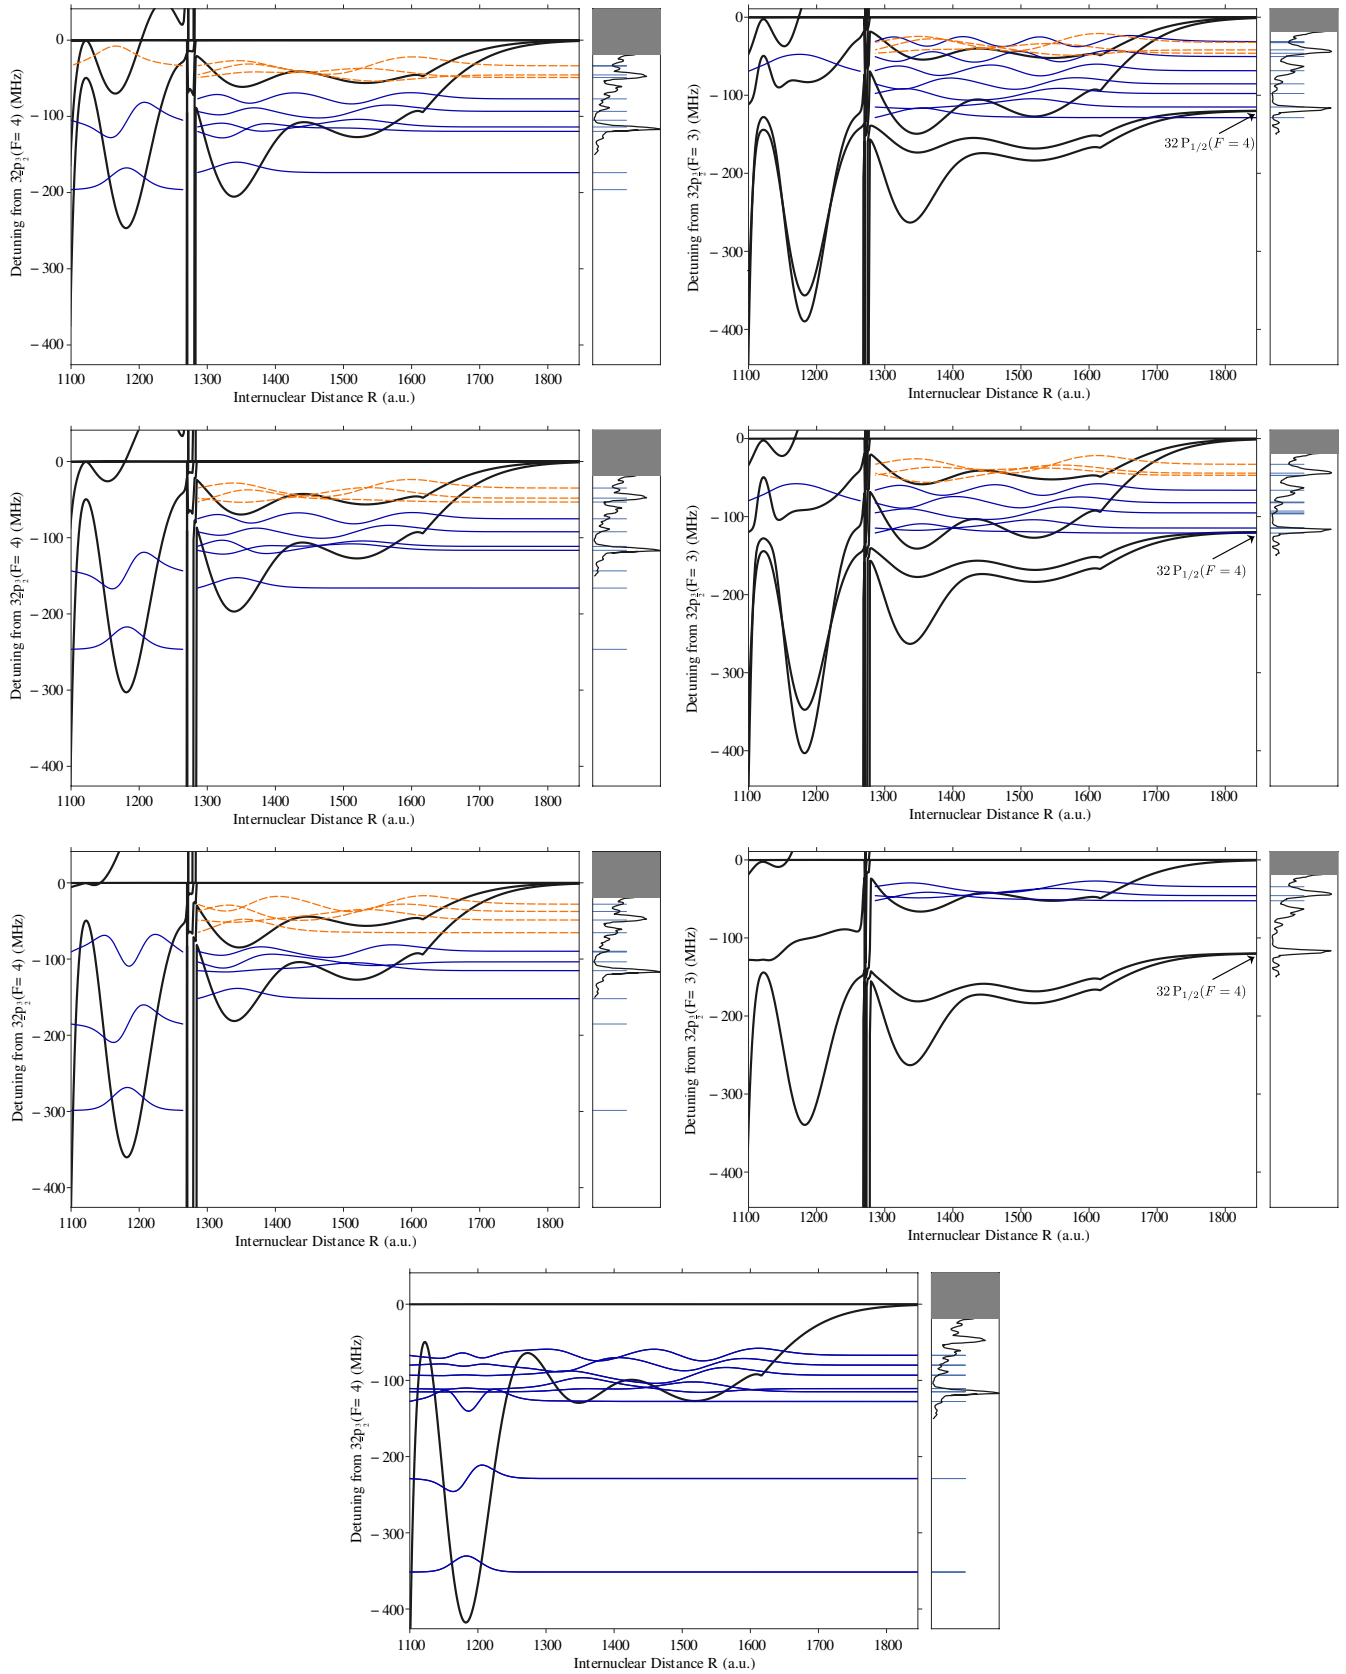 0
− 100
− 200
− 300
− 400
1100 1200 1300 1400 1500 1600 1700 1800
Internuclear Distance R (a.u.)
Detuning from 32p3/2(F= 4) (MHz)
0
− 100
− 200
− 300
− 400
1100 1200 1300 1400 1500 1600 1700 1800
Internuclear Distance R (a.u.)
Detuning from 32p3/2(F= 3) (MHz)
32 P1/2(F = 4)
0
− 100
− 200
− 300
− 400
1100 1200 1300 1400 1500 1600 1700 1800
Internuclear Distance R (a.u.)
Detuning from 32p3/2(F= 4) (MHz)
0
− 100
− 200
− 300
− 400
1100 1200 1300 1400 1500 1600 1700 1800
Internuclear Distance R (a.u.)
Detuning from 32p3/2(F= 3) (MHz)
32 P1/2(F = 4)
0
− 100
− 200
− 300
− 400
1100 1200 1300 1400 1500 1600 1700 1800
Internuclear Distance R (a.u.)
Detuning from 32p3/2(F= 4) (MHz)
0
− 100
− 200
− 300
− 400
1100 1200 1300 1400 1500 1600 1700 1800
Internuclear Distance R (a.u.)
Detuning from 32p3/2(F= 3) (MHz)
32 P1/2(F = 4)
0
− 100
− 200
− 300
− 400
1100 1200 1300 1400 1500 1600 1700 1800
Internuclear Distance R (a.u.)
Detuning from 32p3/2(F= 4) (MHz)